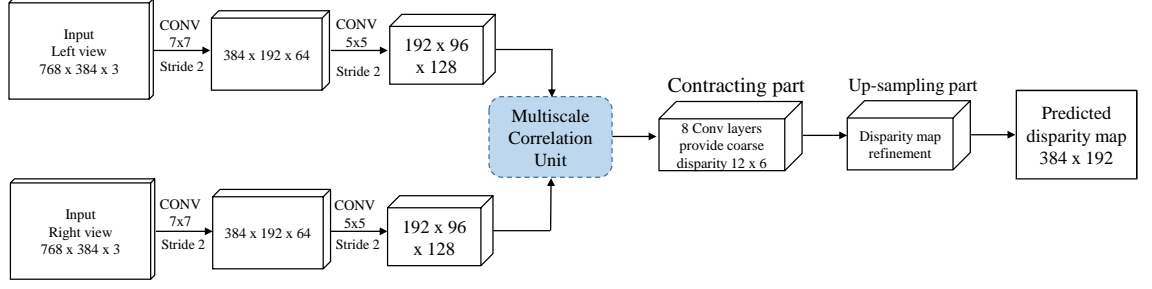 Input
Left view
768 x 384 x 3
CONV
7x7
Stride 2
384 x 192 x 64
CONV
5x5
Stride 2
192 x 96
x 128
Multiscale
Correlation
Unit
Contracting part
8 Conv layers
provide coarse
disparity 12 x 6
Up-sampling part
Disparity map
refinement
Predicted
disparity map
384 x 192
Input
Right view
768 x 384 x 3
CONV
7x7
Stride 2
384 x 192 x 64
CONV
5x5
Stride 2
192 x 96
x 128